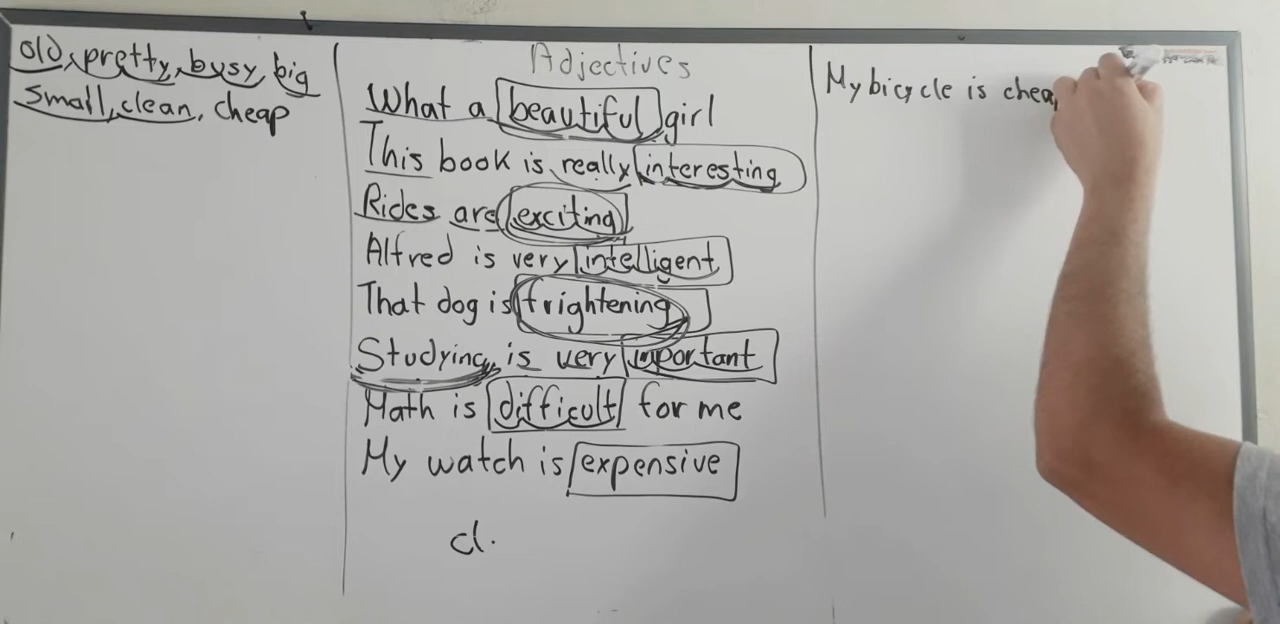 old, pretty, busy, big
small, clean, cheap
Adjectives
What a beautiful girl
This book is really interesting
Rides are exciting
Alfred is very intelligent
That dog is frightening
Studying is very important
Math is difficult for me
My watch is expensive
d.
My bicycle is chea